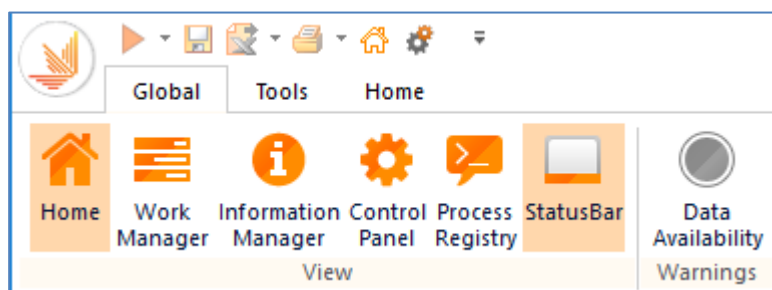 Global Tools Home
Home Work Manager Information Manager Control Panel Process Registry StatusBar Data Availability
View Warnings